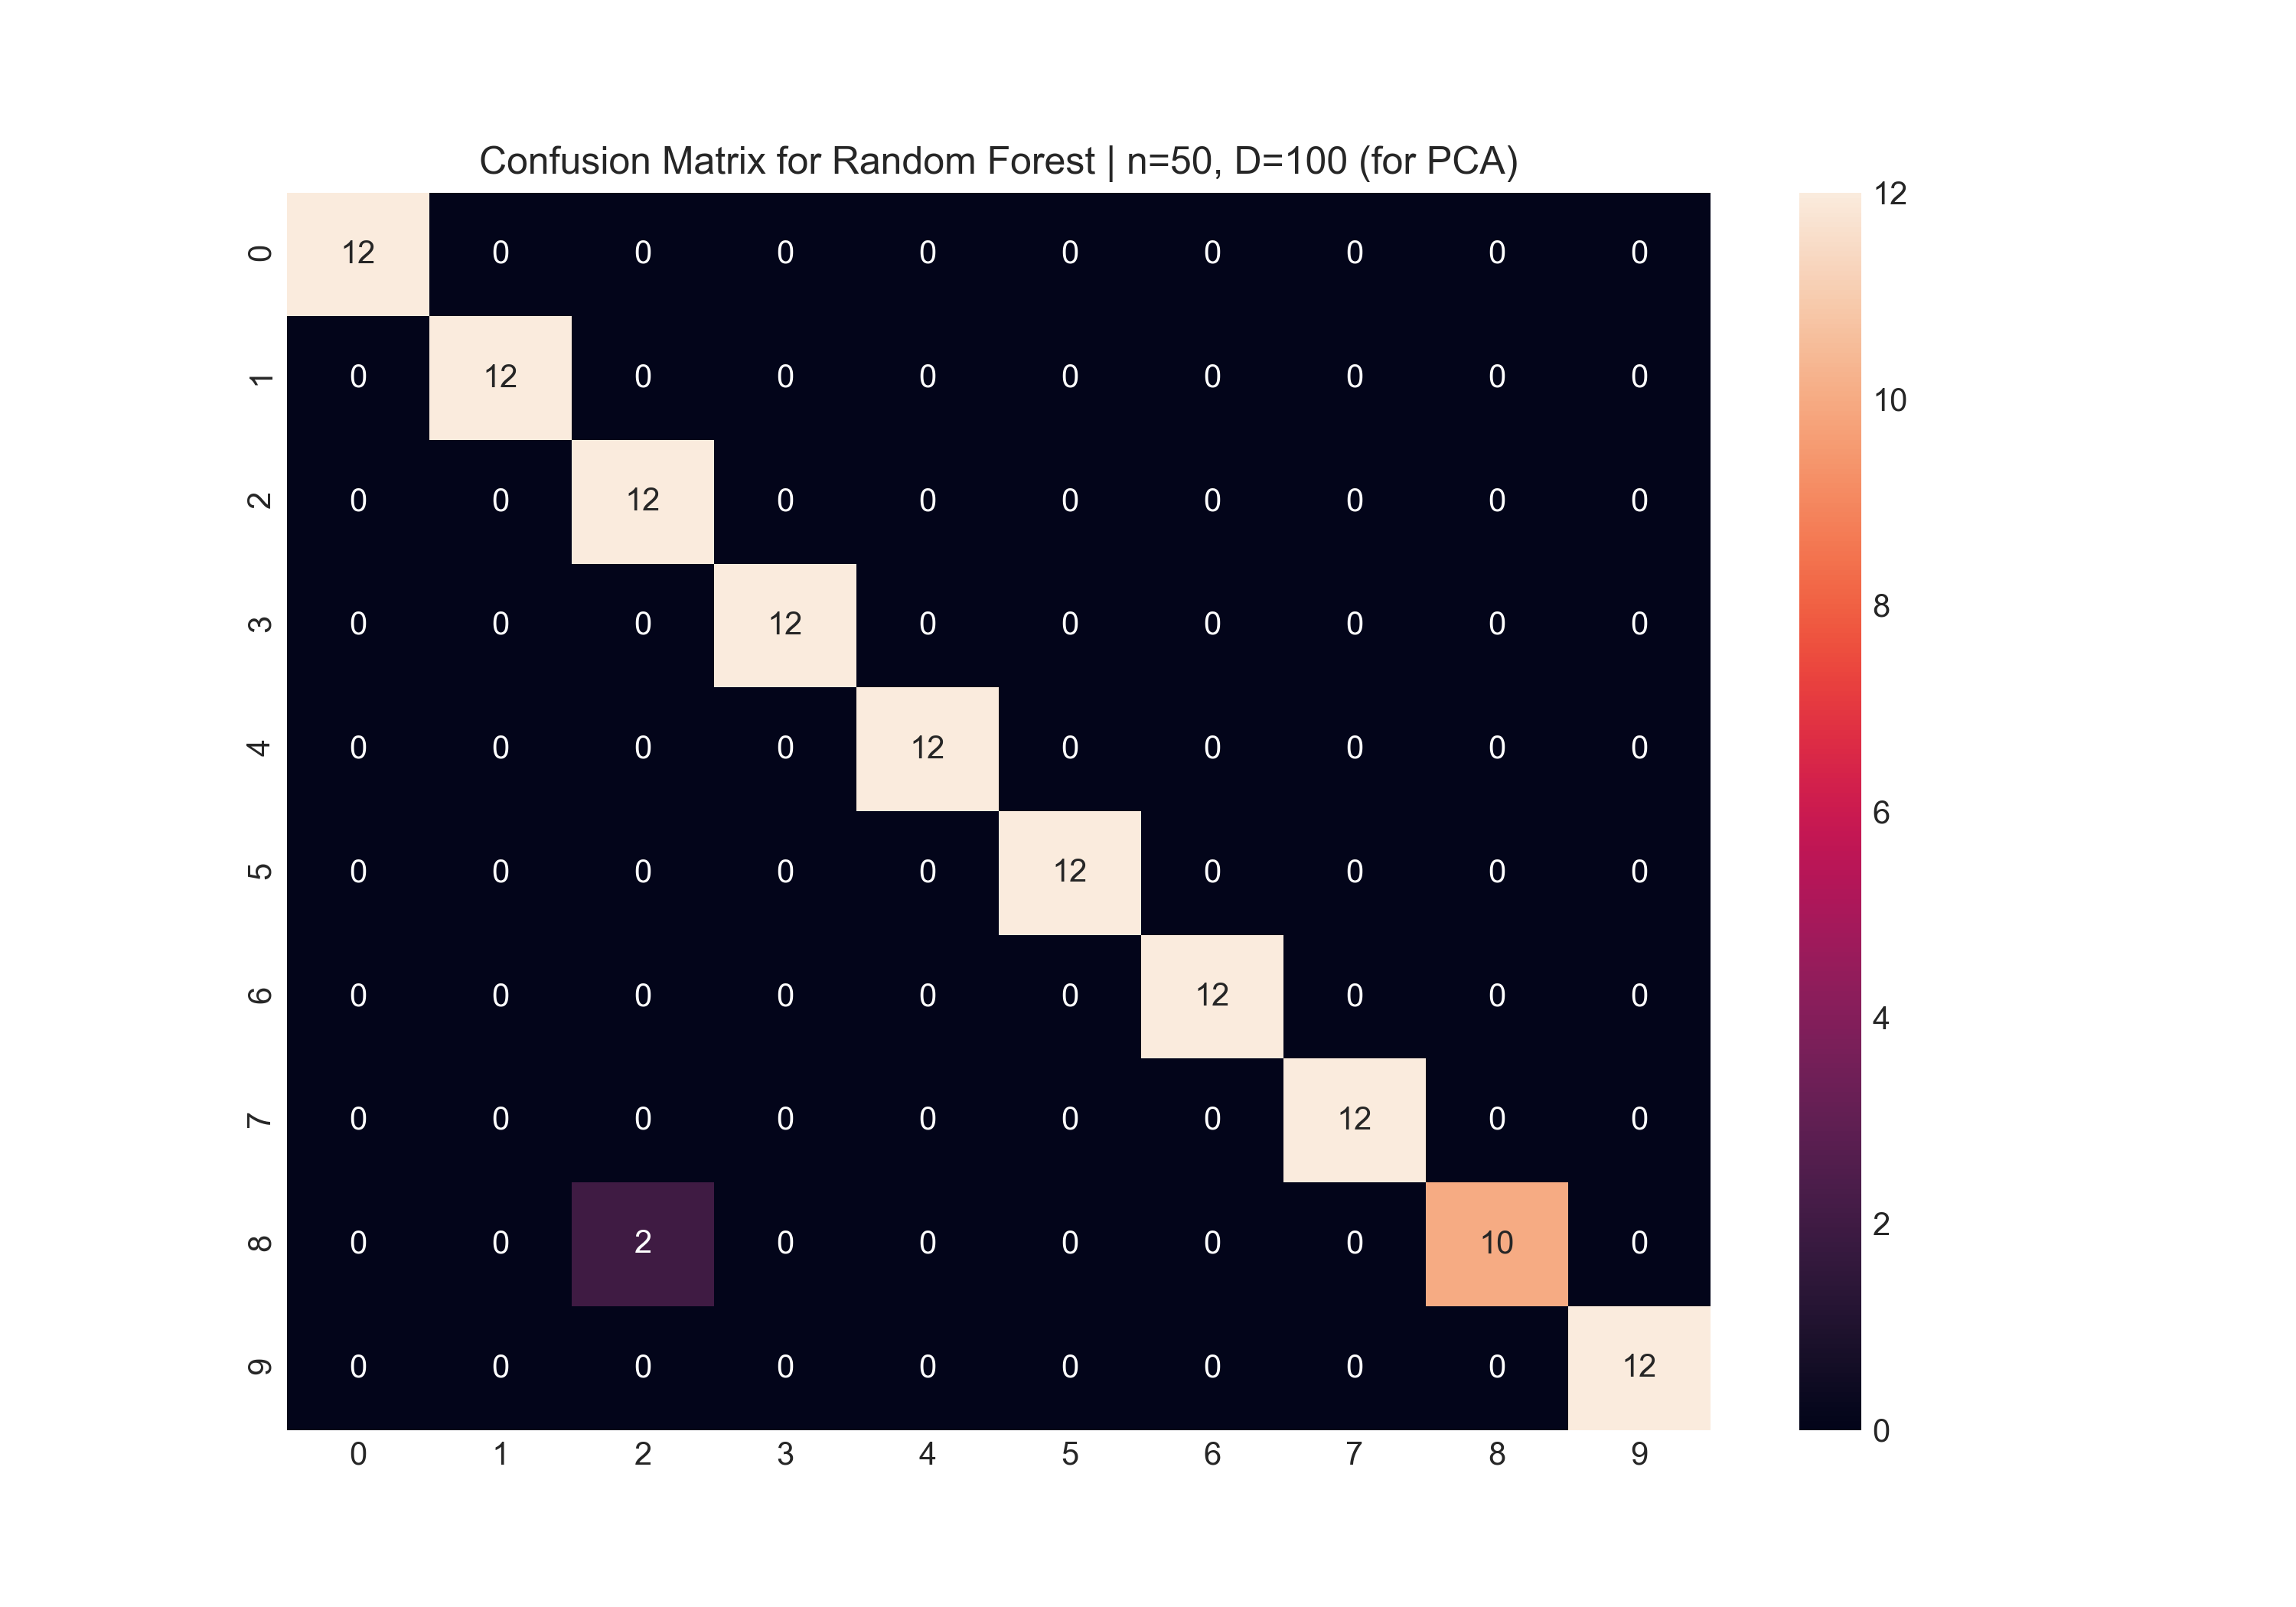 Confusion Matrix for Random Forest | n=50, D=100 (for PCA)
0 12 0 0 0 0 0 0 0 0 0
1 0 12 0 0 0 0 0 0 0 0
2 0 0 12 0 0 0 0 0 0 0
3 0 0 0 12 0 0 0 0 0 0
4 0 0 0 0 12 0 0 0 0 0
5 0 0 0 0 0 12 0 0 0 0
6 0 0 0 0 0 0 12 0 0 0
7 0 0 0 0 0 0 0 12 0 0
8 0 0 2 0 0 0 0 0 10 0
9 0 0 0 0 0 0 0 0 0 12
0 1 2 3 4 5 6 7 8 9
12
10
8
6
4
2
0